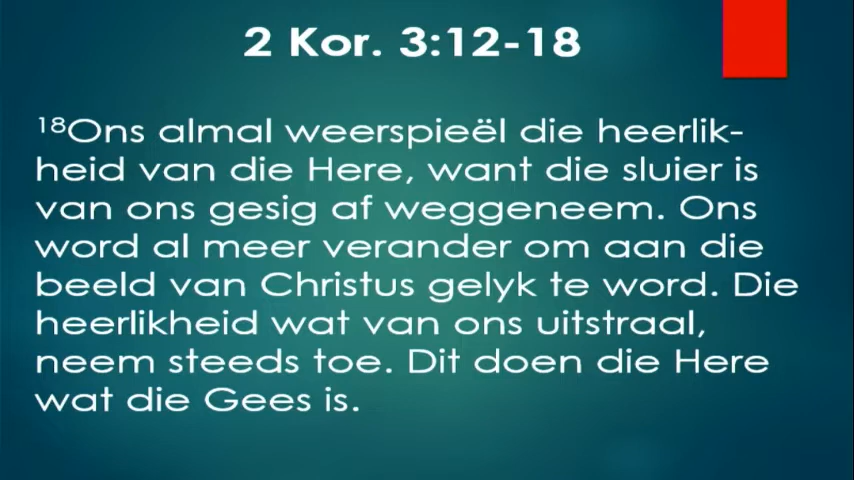 2 Kor. 3:12-18
¹⁸Ons almal weerspieël die heerlik-
heid van die Here, want die sluier is
van ons gesig af weggeneem. Ons
word al meer verander om aan die
beeld van Christus gelyk te word. Die
heerlikheid wat van ons uitstraal,
neem steeds toe. Dit doen die Here
wat die Gees is.